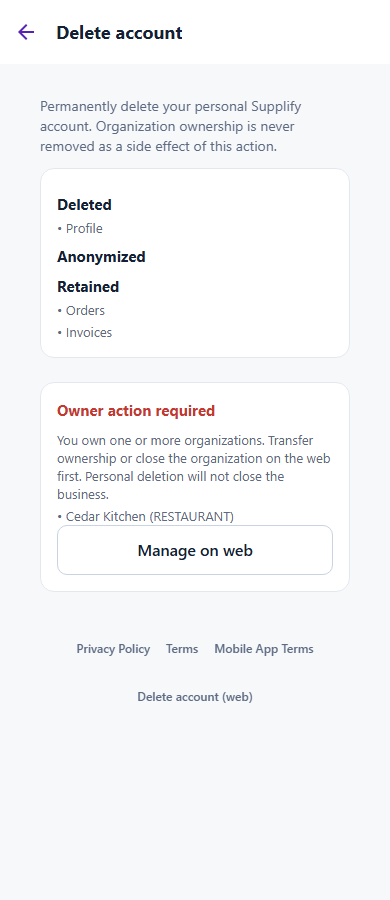 Delete account
Permanently delete your personal Supplify
account. Organization ownership is never
removed as a side effect of this action.
Deleted
• Profile
Anonymized
Retained
• Orders
• Invoices
Owner action required
You own one or more organizations. Transfer
ownership or close the organization on the web
first. Personal deletion will not close the
business.
• Cedar Kitchen (RESTAURANT)
Manage on web
Privacy Policy Terms Mobile App Terms
Delete account (web)